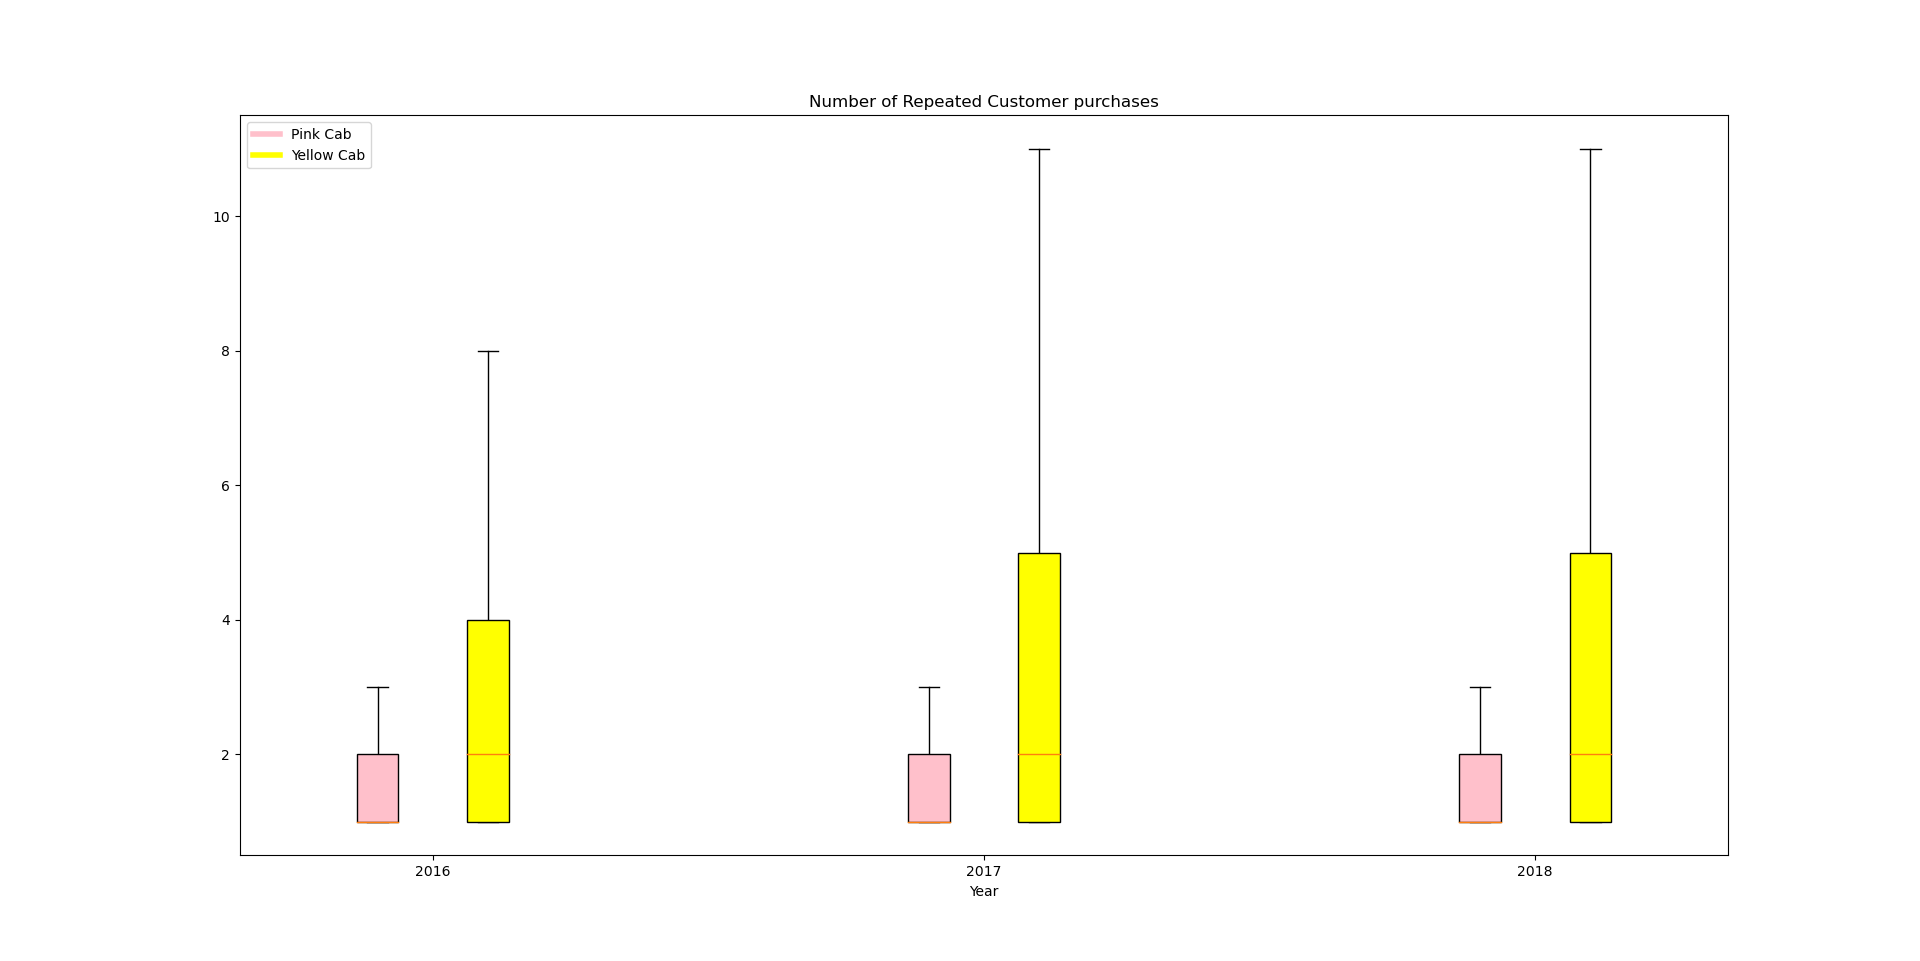 Number of Repeated Customer purchases
Pink Cab
Yellow Cab
10
8
6
4
2
2016 2017 2018
Year